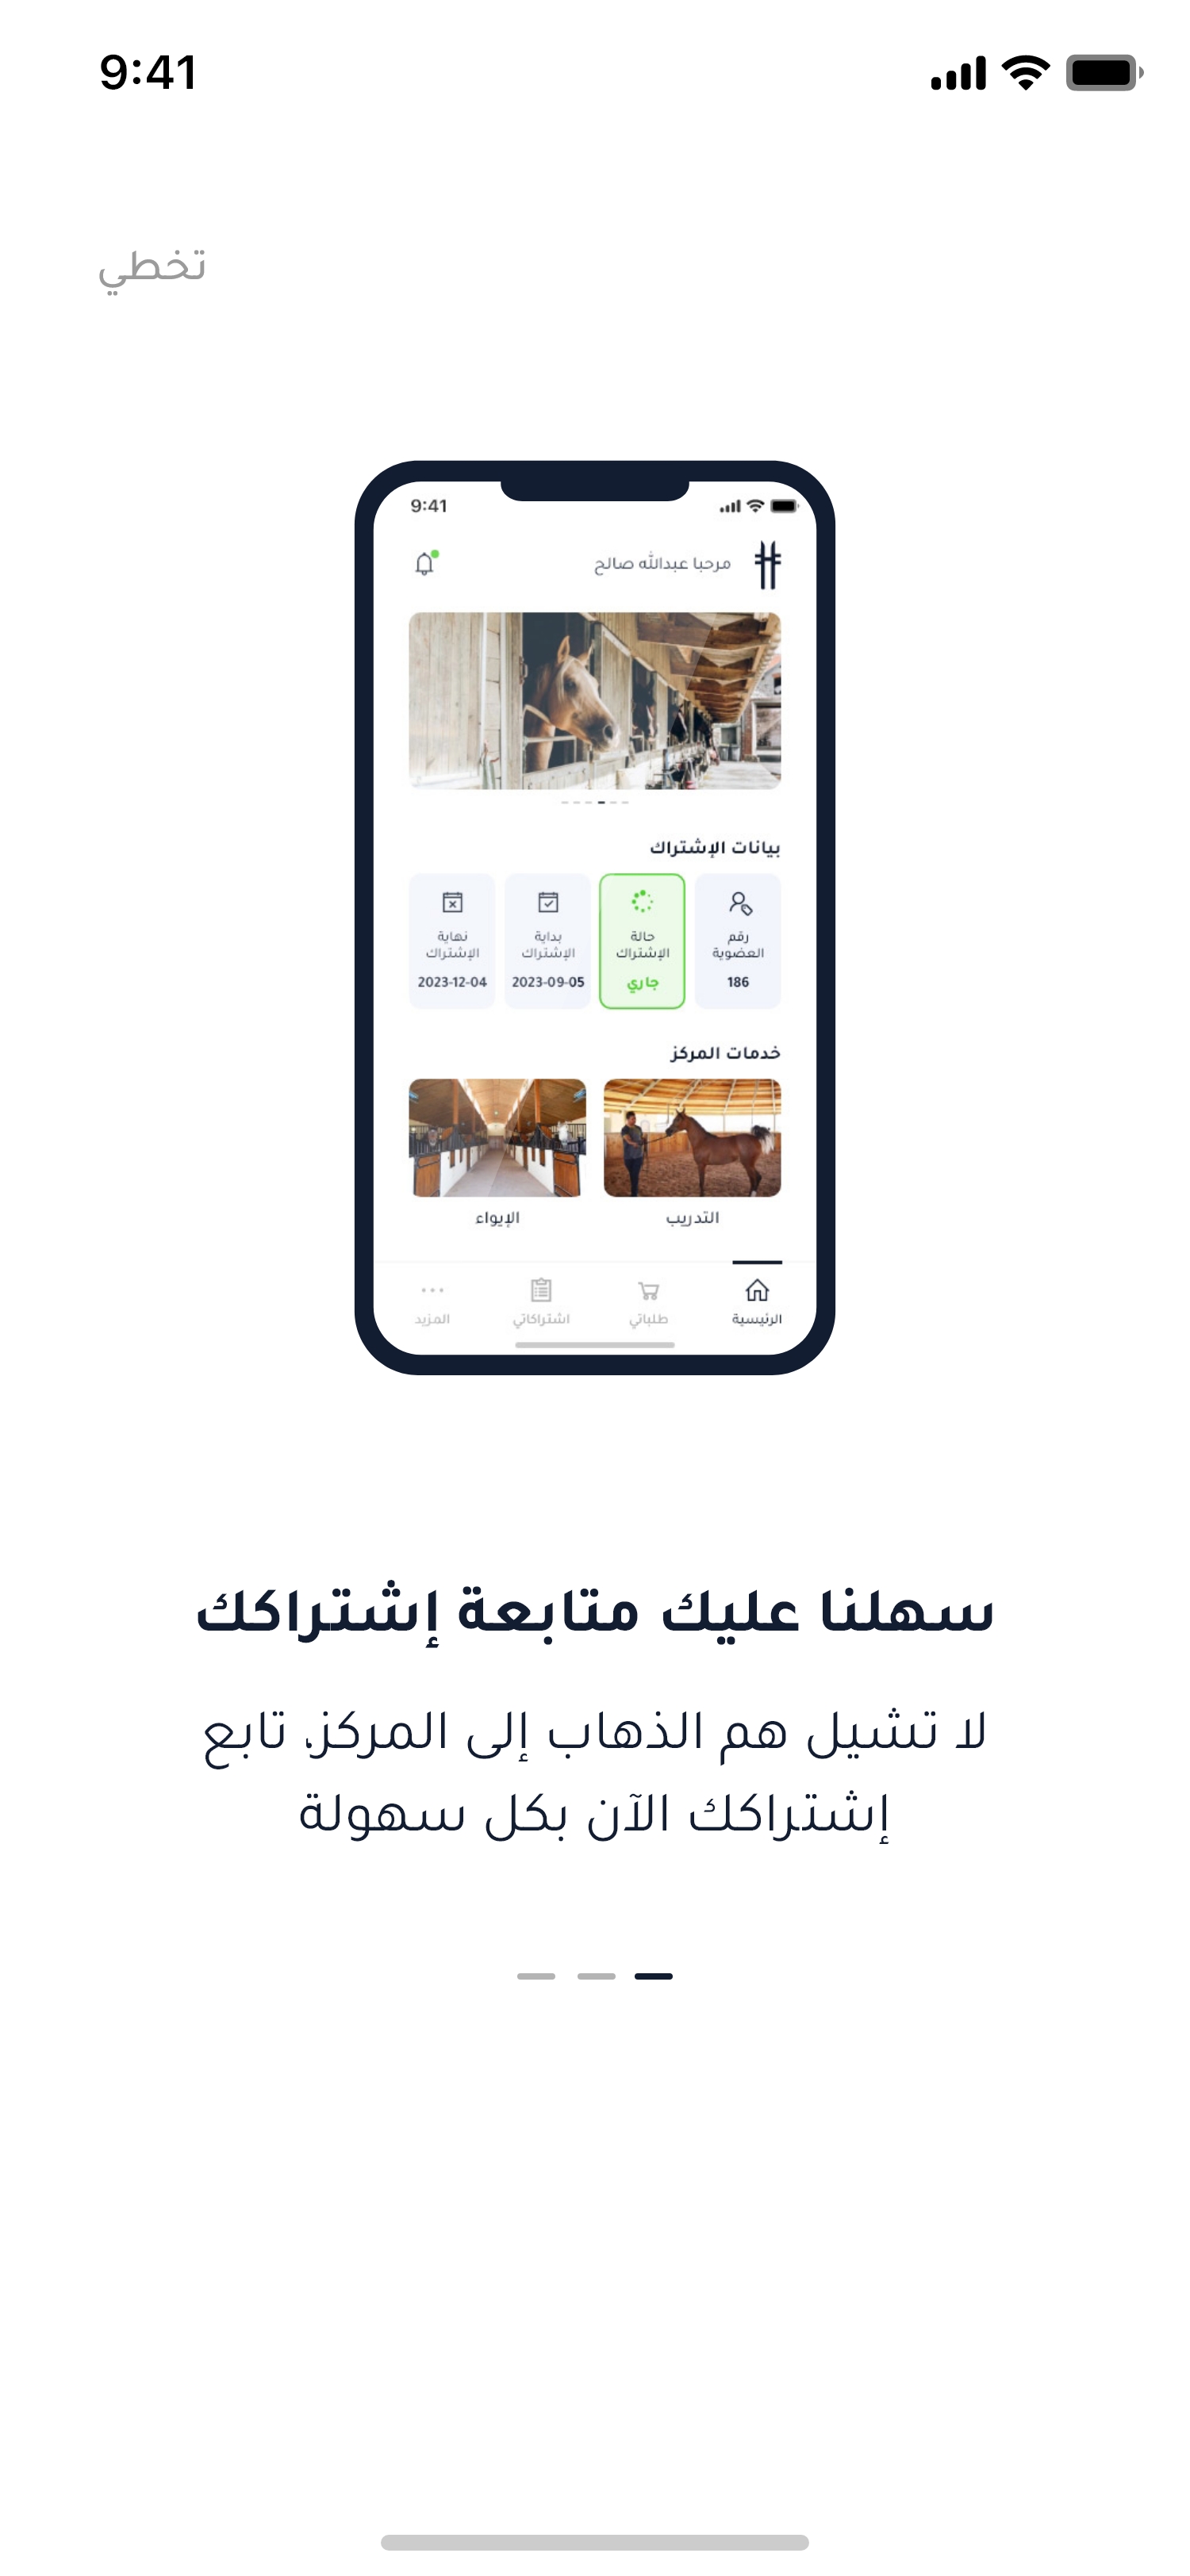 9:41
تخطي
9:41
مرحبا عبدالله صالح
بيانات الإشتراك
رقم
العضوية
186
حالة
الإشتراك
جاري
بداية
الإشتراك
2023-09-05
نهاية
الإشتراك
2023-12-04
خدمات المركز
التدريب
الإيواء
الرئيسية
طلباتي
اشتراكاتي
المزيد
سهلنا عليك متابعة إشتراكك
لا تشيل هم الذهاب إلى المركز، تابع
إشتراكك الآن بكل سهولة